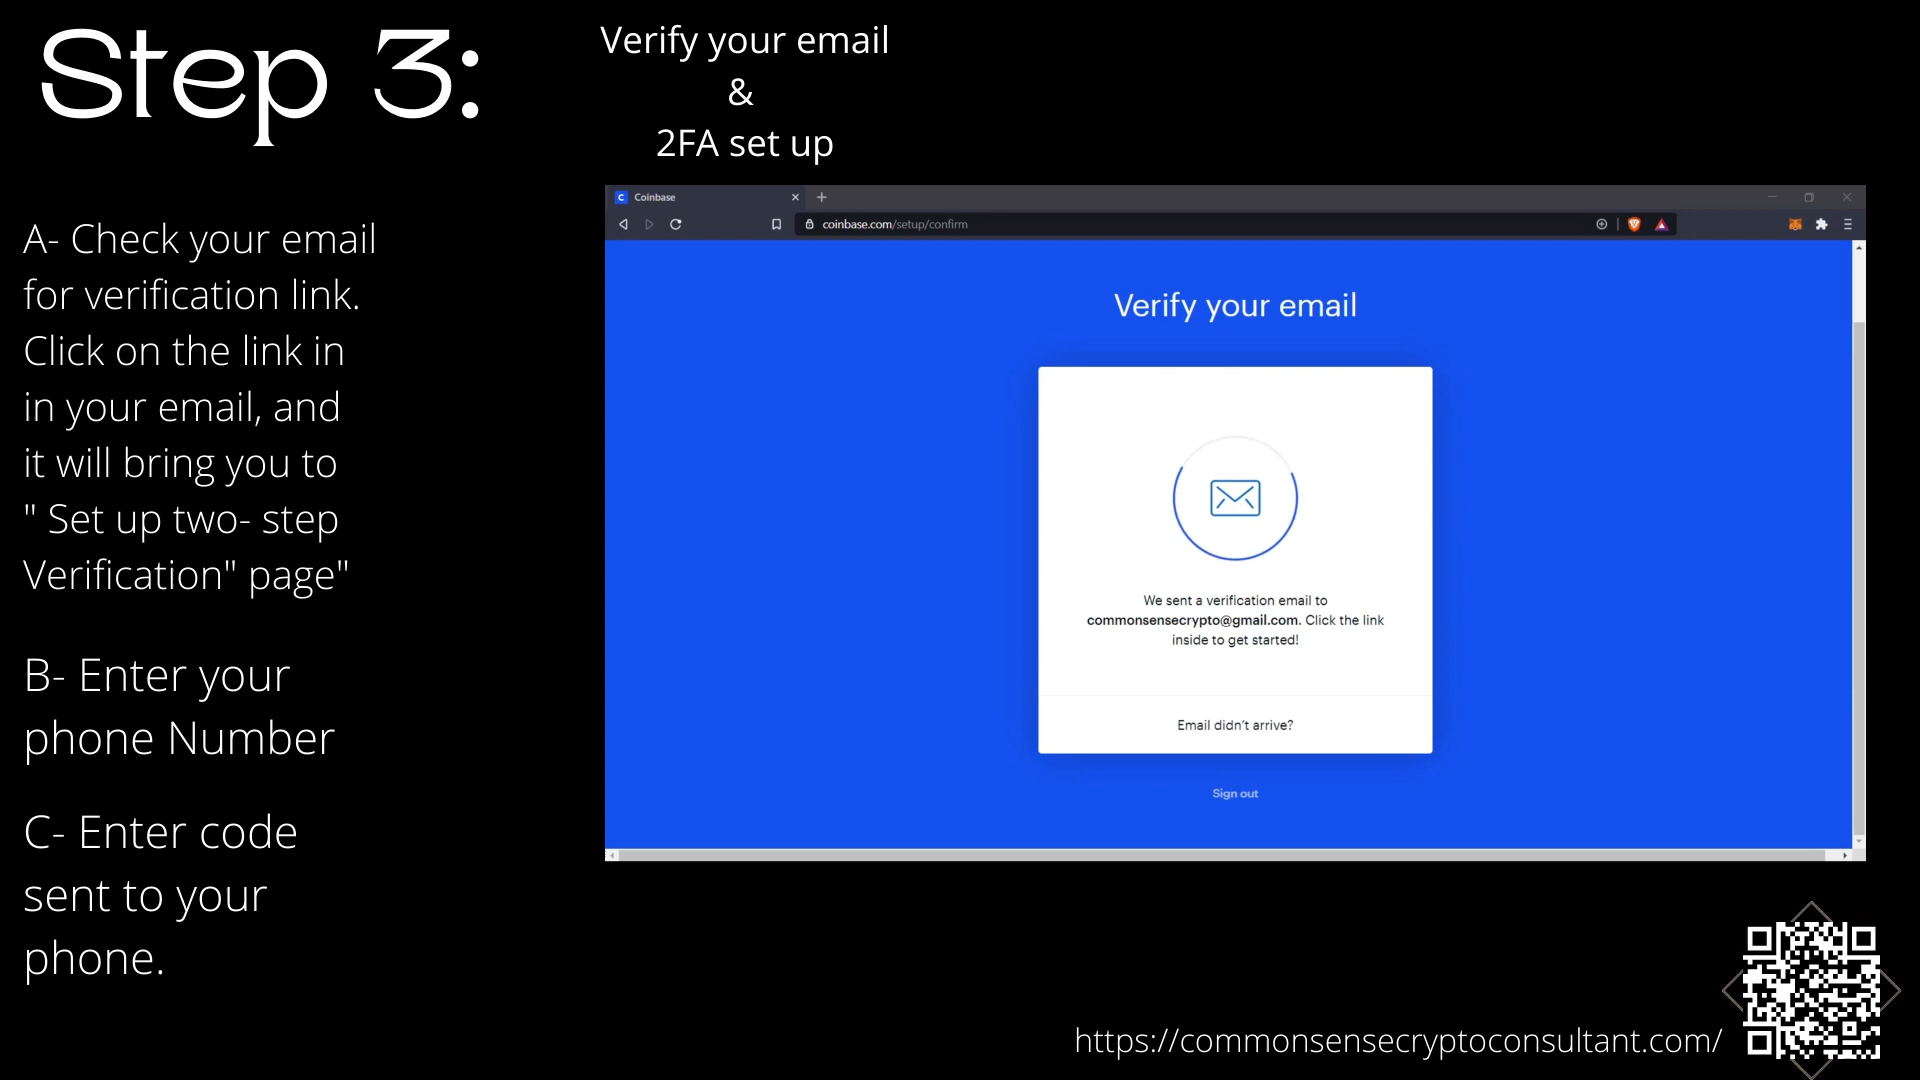 Step 3:
Verify your email
&
2FA set up
A- Check your email
for verification link.
Click on the link in
in your email, and
it will bring you to
" Set up two- step
Verification" page"
B- Enter your
phone Number
C- Enter code
sent to your
phone.
C Coinbase
coinbase.com/setup/confirm
Verify your email
We sent a verification email to
commonsensecrypto@gmail.com. Click the link
inside to get started!
Email didn't arrive?
Sign out
https://commonsensecryptoconsultant.com/